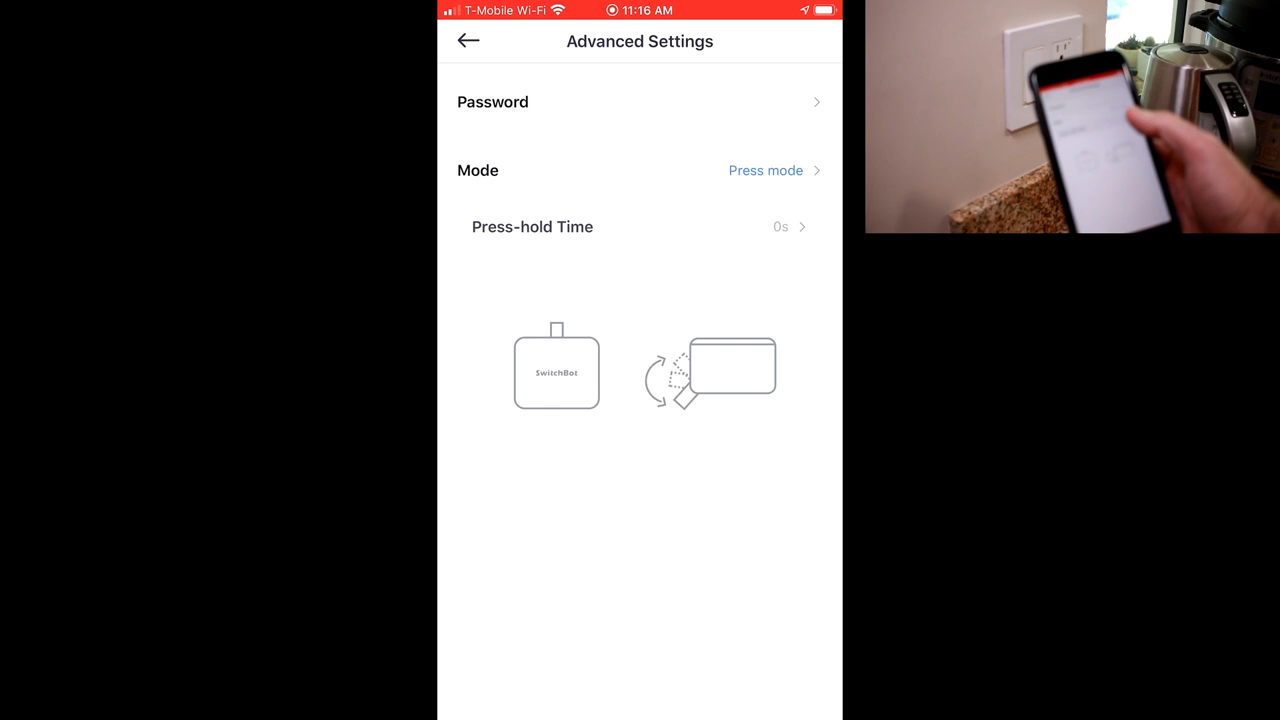 T-Mobile Wi-Fi 11:16 AM
Advanced Settings
Password
Mode Press mode
Press-hold Time 0s
SwitchBot